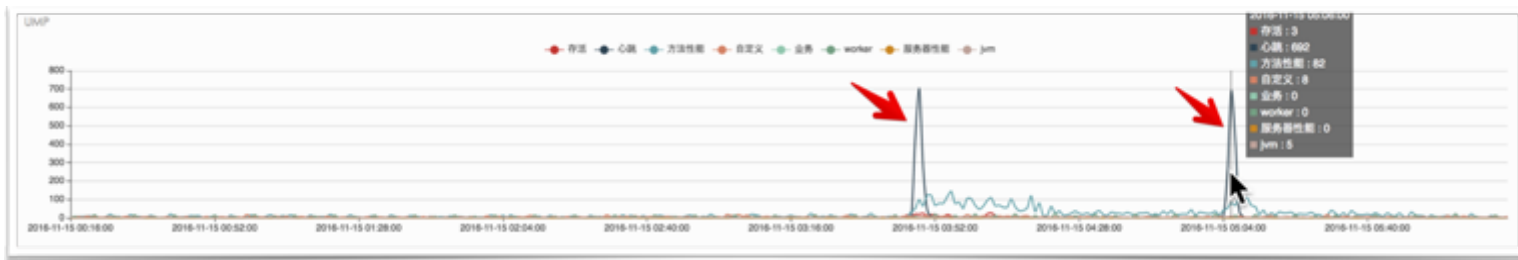 UMP
2016-11-15 05:06:00
存活 心跳 方法性能 自定义 业务 worker 服务器性能 jvm
存活 : 3
心跳 : 692
方法性能 : 82
自定义 : 8
业务 : 0
worker : 0
服务器性能 : 0
jvm : 5
800
700
600
500
400
300
200
100
0
2016-11-15 00:16:00 2016-11-15 00:52:00 2016-11-15 01:28:00 2016-11-15 02:04:00 2016-11-15 02:40:00 2016-11-15 03:16:00 2016-11-15 03:52:00 2016-11-15 04:28:00 2016-11-15 05:04:00 2016-11-15 05:40:00